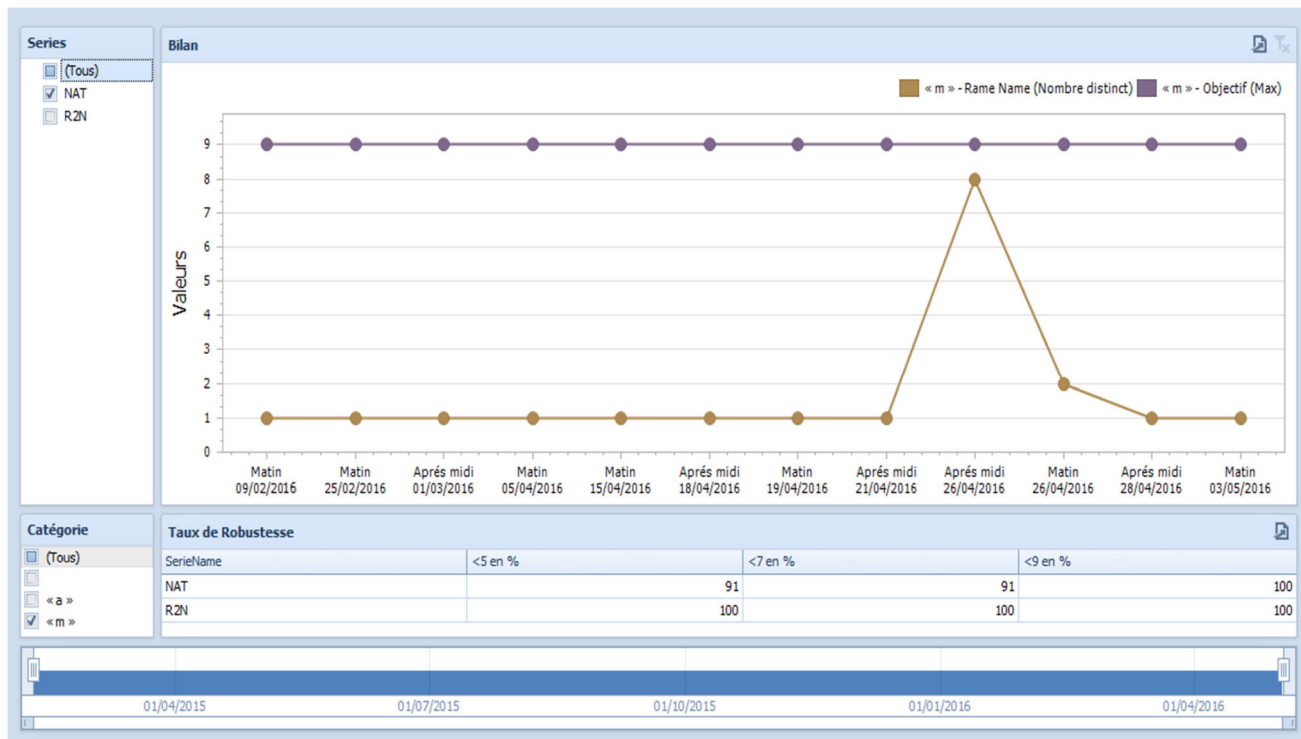 Series
(Tous)
NAT
R2N
Bilan
« m » - Rame Name (Nombre distinct) « m » - Objectif (Max)
Valeurs
9
8
7
6
5
4
3
2
1
0
Matin Matin Aprés midi Matin Matin Aprés midi Matin Aprés midi Aprés midi Matin Aprés midi Matin
09/02/2016 25/02/2016 01/03/2016 05/04/2016 15/04/2016 18/04/2016 19/04/2016 21/04/2016 26/04/2016 26/04/2016 28/04/2016 03/05/2016
Catégorie
(Tous)
« a »
« m »
Taux de Robustesse
SerieName <5 en % <7 en % <9 en %
NAT 91 91 100
R2N 100 100 100
01/04/2015 01/07/2015 01/10/2015 01/01/2016 01/04/2016